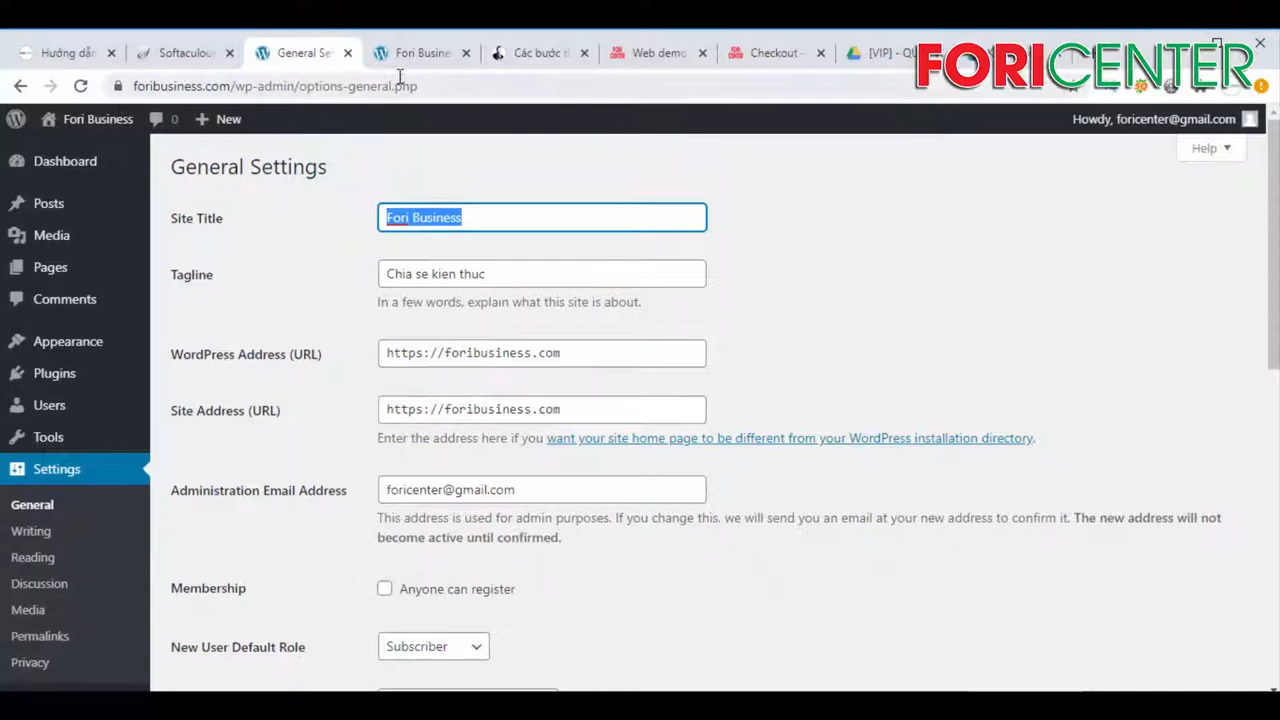 Hướng dẫn
Softaculou
General Se
Fori Busine
Các bước t
Web demo
Checkout –
[VIP] - QU
FORICENTER
foribusiness.com/wp-admin/options-general.php
Fori Business
0
New
Howdy, foricenter@gmail.com
Dashboard
Posts
Media
Pages
Comments
Appearance
Plugins
Users
Tools
Settings
General
Writing
Reading
Discussion
Media
Permalinks
Privacy
Help
General Settings
Site Title
Fori Business
Tagline
Chia se kien thuc
In a few words, explain what this site is about.
WordPress Address (URL)
https://foribusiness.com
Site Address (URL)
https://foribusiness.com
Enter the address here if you want your site home page to be different from your WordPress installation directory.
Administration Email Address
foricenter@gmail.com
This address is used for admin purposes. If you change this, we will send you an email at your new address to confirm it. The new address will not
become active until confirmed.
Membership
Anyone can register
New User Default Role
Subscriber